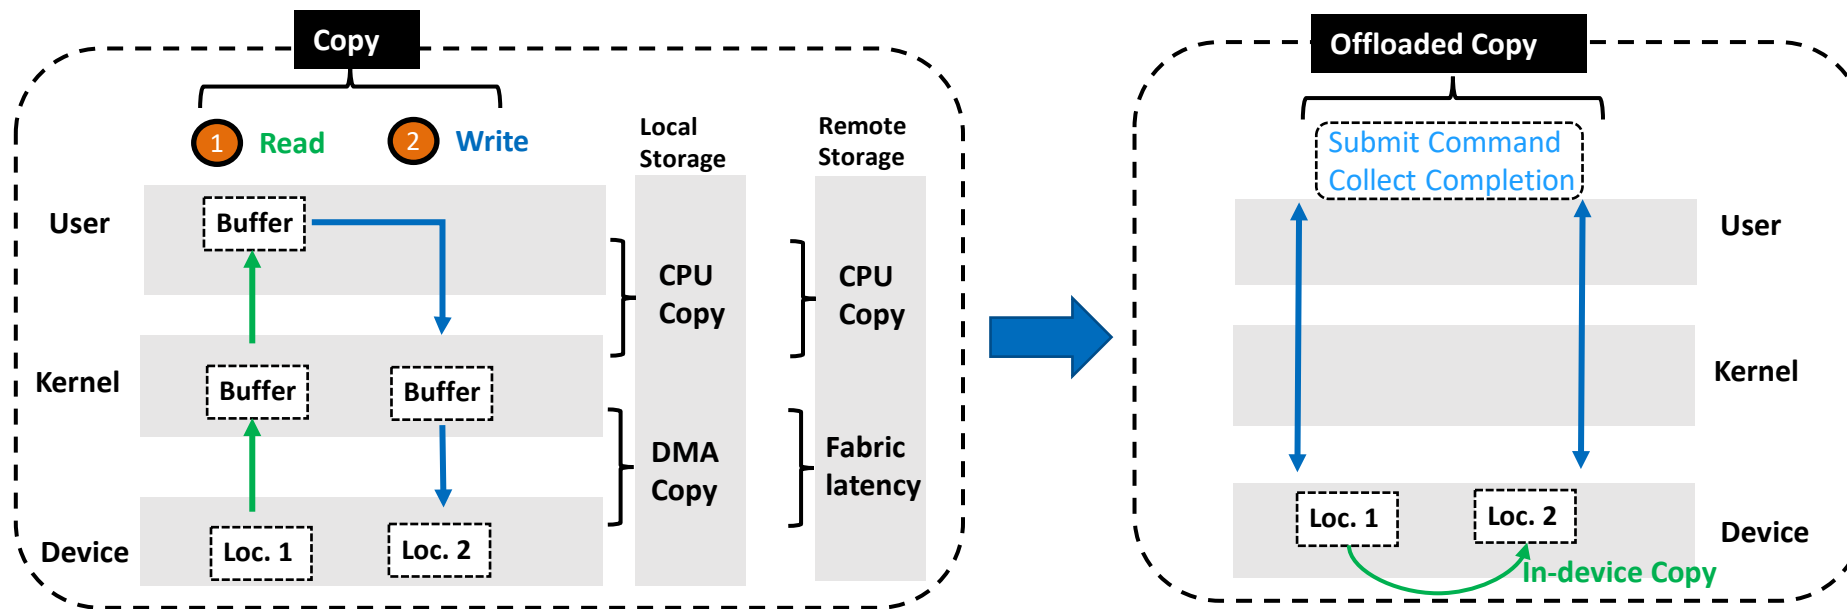 Copy
1 Read
2 Write
Local
Storage
Remote
Storage
User
Buffer
CPU
Copy
CPU
Copy
Kernel
Buffer
Buffer
DMA
Copy
Fabric
latency
Device
Loc. 1
Loc. 2
Offloaded Copy
Submit Command
Collect Completion
User
Kernel
Loc. 1
Loc. 2
Device
In-device Copy